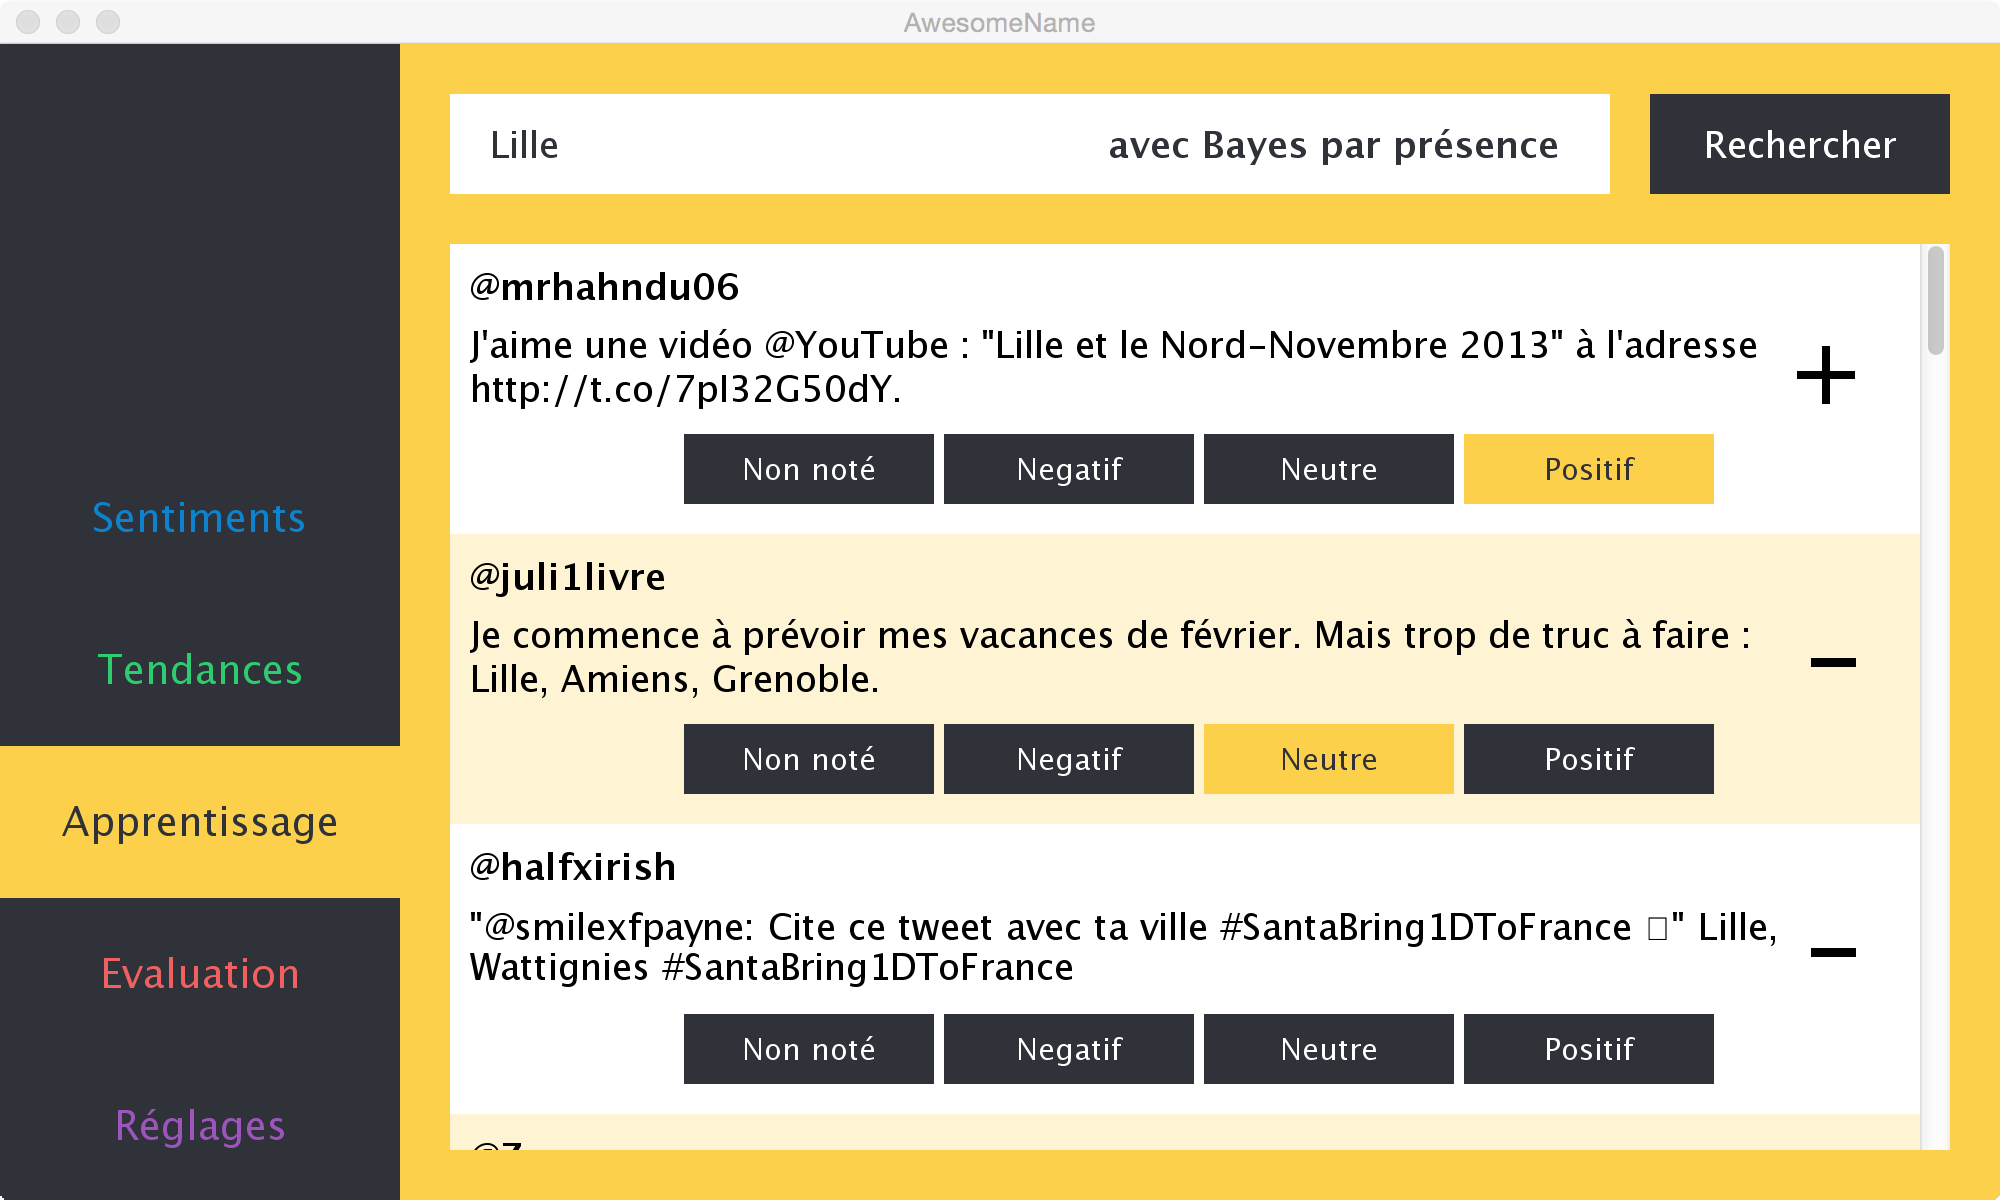 AwesomeName
Lille
avec Bayes par présence
Rechercher
Sentiments
Tendances
Apprentissage
Evaluation
Réglages
@mrhahndu06
J'aime une vidéo @YouTube : "Lille et le Nord-Novembre 2013" à l'adresse
http://t.co/7pI32G50dY.
Non noté
Negatif
Neutre
Positif
@juli1livre
Je commence à prévoir mes vacances de février. Mais trop de truc à faire :
Lille, Amiens, Grenoble.
Non noté
Negatif
Neutre
Positif
@halfxirish
"@smilexfpayne: Cite ce tweet avec ta ville #SantaBring1DToFrance □" Lille,
Wattignies #SantaBring1DToFrance
Non noté
Negatif
Neutre
Positif